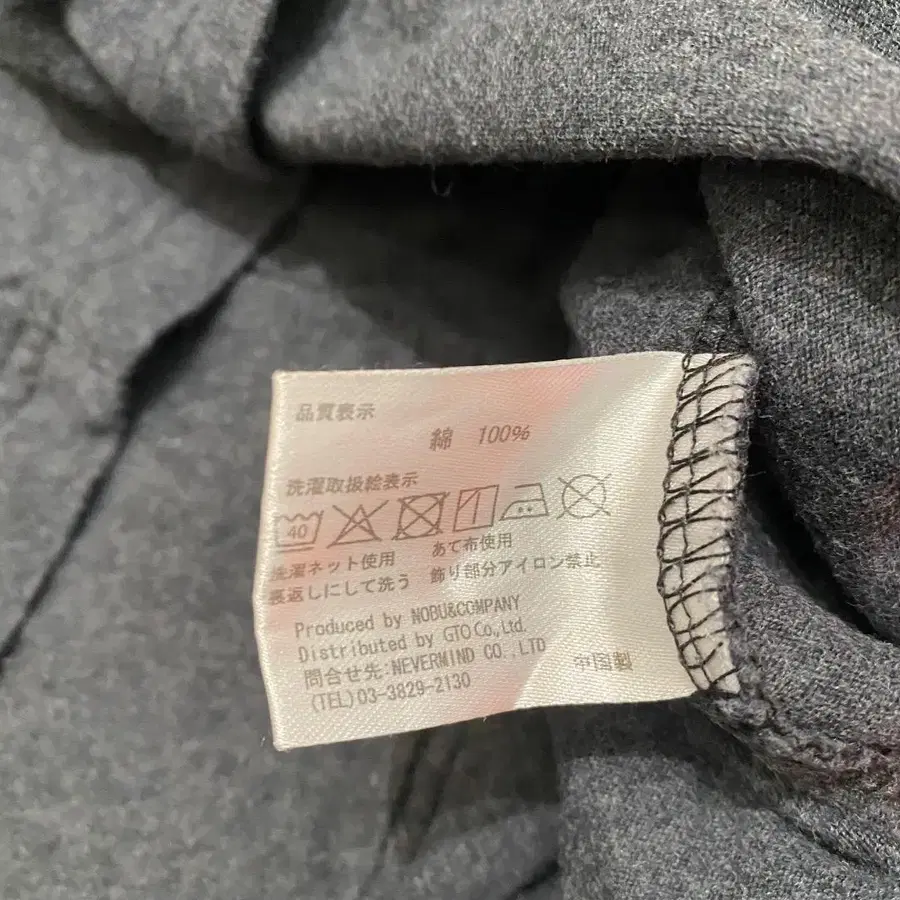 品質表示
綿 100%
洗濯取扱絵表示
40
洗濯ネット使用 あて布使用
裏返しにして洗う 飾り部分アイロン禁止
Produced by NOBU&COMPANY
Distributed by GTO Co,Ltd.
問合せ先:NEVERMIND CO.,LTD 中国製
(TEL)03-3829-2130